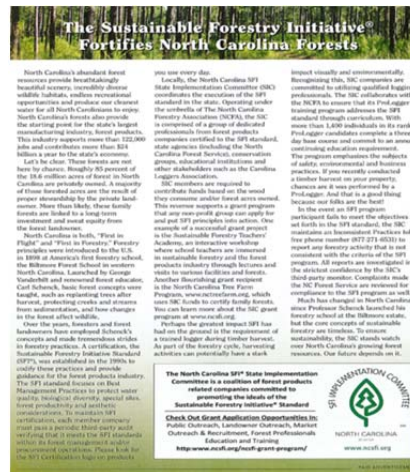 The Sustainable Forestry Initiative®
Fortifies North Carolina Forests
North Carolina's abundant forest
resources provide breathtakingly
beautiful scenery, incredibly diverse
wildlife habitats, endless recreational
opportunities and produce our cleanest
water for all North Carolinians to enjoy.
North Carolina's forests also provide
the starting point for the state's largest
manufacturing industry, forest products.
This industry supports more than 122,000
jobs and contributes more than $24
billion a year to the state's economy.
Let's be clear. These forests are not
here by chance. Roughly 85 percent of
the 18.6 million acres of forest in North
Carolina are privately owned. A majority
of those forested acres are the result of
proper stewardship by the private land-
owner. More than likely, these family
forests are linked to a long-term
investment and sweat equity from
the forest landowner.
North Carolina is both, "First in
Flight" and "First in Forestry." Forestry
principles were introduced to the U.S.
in 1898 at America's first forestry school,
the Biltmore Forest School in western
North Carolina. Launched by George
Vanderbilt and renowned forest educator,
Carl Schenck, basic forest concepts were
taught, such as replanting trees after
harvest, protecting creeks and streams
from sedimentation, and how changes
in the forest affect wildlife.
Over the years, foresters and forest
landowners have employed Schenck's
concepts and made tremendous strides
in forestry practices. A certification, the
Sustainable Forestry Initiative Standard
(SFI®), was established in the 1990s to
codify these practices and provide
guidance for the forest products industry.
The SFI standard focuses on Best
Management Practices to protect water
quality, biological diversity, special sites,
forest productivity and aesthetic
considerations. To maintain SFI
certification, each member company
must pass a periodic third-party audit
verifying that it meets the SFI standards
within its forest management and/or
procurement operations. Please look for
the SFI Certification logo on products
you use every day.
Locally, the North Carolina SFI
State Implementation Committee (SIC)
coordinates the execution of the SFI
standard in the state. Operating under
the umbrella of The North Carolina
Forestry Association (NCFA), the SIC
is comprised of a group of dedicated
professionals from forest products
companies certified to the SFI standard,
state agencies (including the North
Carolina Forest Service), conservation
groups, educational institutions and
other stakeholders such as the Carolina
Loggers Association.
SIC members are required to
contribute funds based on the wood
they consume and/or forest acres owned.
This revenue supports a grant program
that any non-profit group can apply for
and put SFI principles into action. One
example of a successful grant project
is the Sustainable Forestry Teachers'
Academy, an interactive workshop
where school teachers are immersed
in sustainable forestry and the forest
products industry through lectures and
visits to various facilities and forests.
Another flourishing grant recipient
is the North Carolina Tree Farm
Program, www.nctreefarm.org, which
uses SIC funds to certify family forests.
You can learn more about the SIC grant
program at www.ncsfi.org.
Perhaps the greatest impact SFI has
had on the ground is the requirement of
a trained logger during timber harvest.
As part of the forestry cycle, harvesting
activities can potentially have a stark
impact visually and environmentally.
Recognizing this, SIC companies are
committed to utilizing qualified logging
professionals. The SIC collaborates with
the NCFA to ensure that its ProLogger
training program addresses the SFI
standard through curriculum. With
more than 1,400 individuals in its ranks,
ProLogger candidates complete a three
day base course and commit to an annual
continuing education requirement.
The program emphasizes the subjects
of safety, environmental and business
practices. If you recently conducted
a timber harvest on your property,
chances are it was performed by a
ProLogger. And that is a good thing
because our folks are the best!
In the event an SFI program
participant fails to meet the objectives
set forth in the SFI standard, the SIC
maintains an Inconsistent Practices toll
free phone number (877-271-6531) to
report any forestry activity that is not
consistent with the criteria of the SFI
program. All reports are investigated in
the strictest confidence by the SIC's
third-party monitor. Complaints made
the NC Forest Service are reviewed for
compliance to the SFI program as well.
Much has changed in North Carolina
since Professor Schenck launched his
forestry school at the Biltmore estate,
but the core concepts of sustainable
forestry are timeless. To ensure
sustainability, the SIC stands watch
over North Carolina's growing forest
resources. Our future depends on it.
The North Carolina SFI® State Implementation
Committee is a coalition of forest products
related companies committed to
promoting the ideals of the
Sustainable Forestry Initiative® Standard
Check Out Grant Application Opportunities In:
Public Outreach, Landowner Outreach, Market
Outreach & Recruitment, Forest Professionals
Education and Training
http:www.ncsfi.org/ncsfi-grant-program/
SFI IMPLEMENTATION COMMITTEE
NORTH CAROLINA
www.ncsfi.org
PAID ADVERTISEMENT